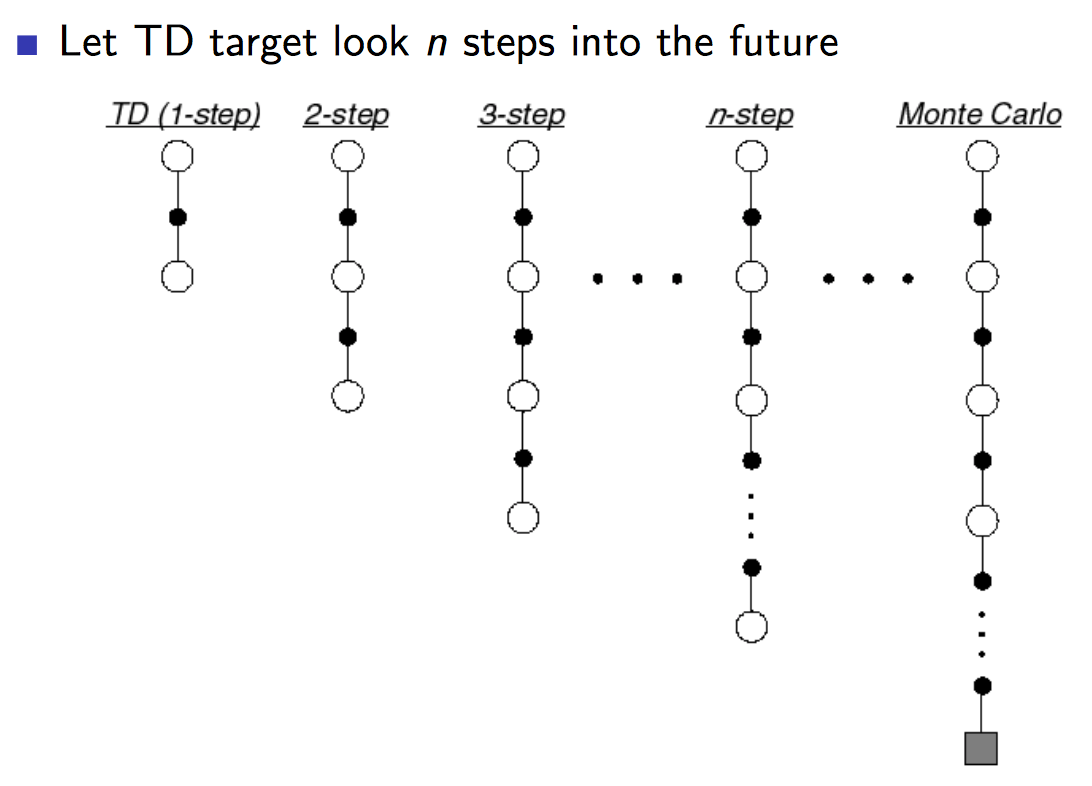 Let TD target look n steps into the future
TD (1-step) 2-step 3-step n-step Monte Carlo